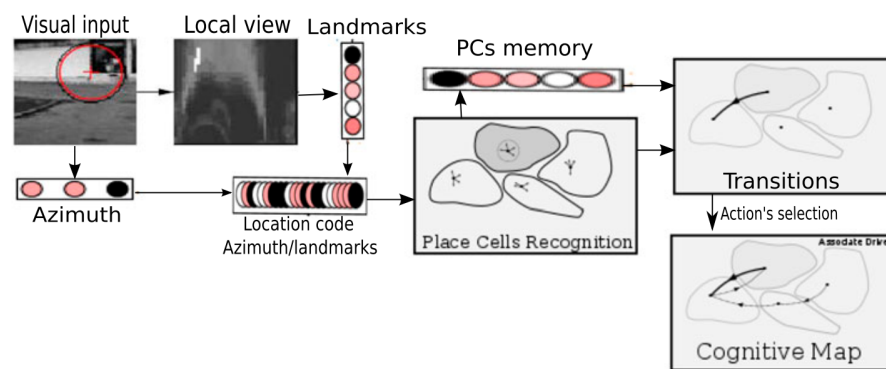 Visual input
Local view
Landmarks
PCs memory
Azimuth
Location code
Azimuth/landmarks
Place Cells Recognition
Transitions
Action's selection
Associate Drive
Cognitive Map